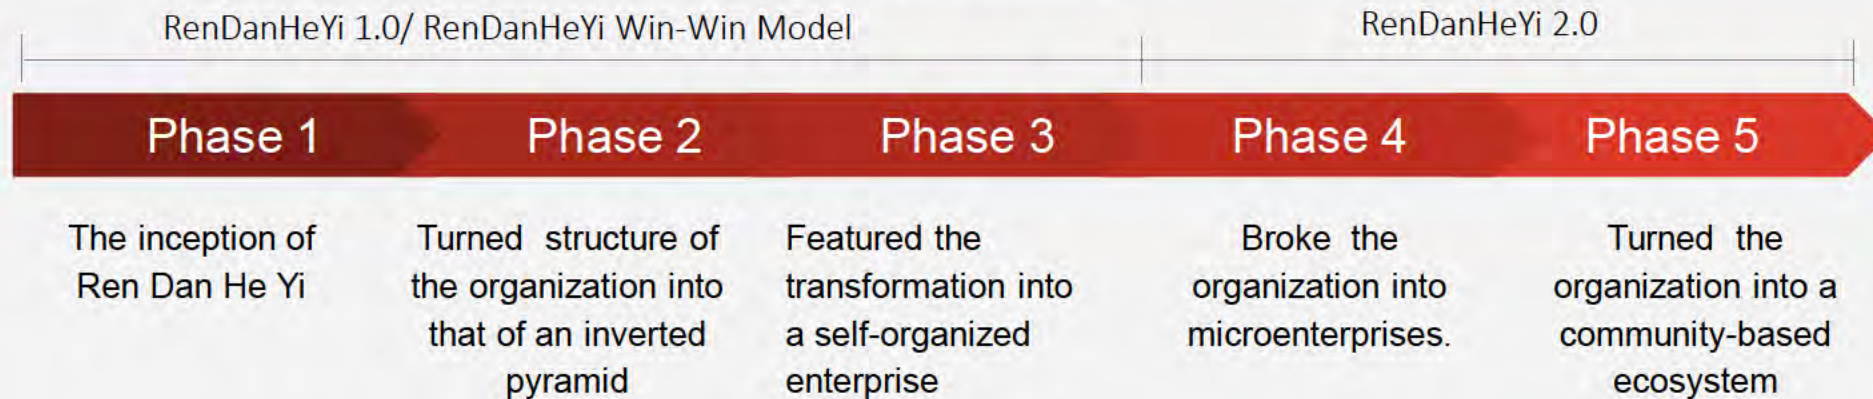 RenDanHeYi 1.0/ RenDanHeYi Win-Win Model
RenDanHeYi 2.0
Phase 1
Phase 2
Phase 3
Phase 4
Phase 5
The inception of
Ren Dan He Yi
Turned structure of
the organization into
that of an inverted
pyramid
Featured the
transformation into
a self-organized
enterprise
Broke the
organization into
microenterprises.
Turned the
organization into a
community-based
ecosystem